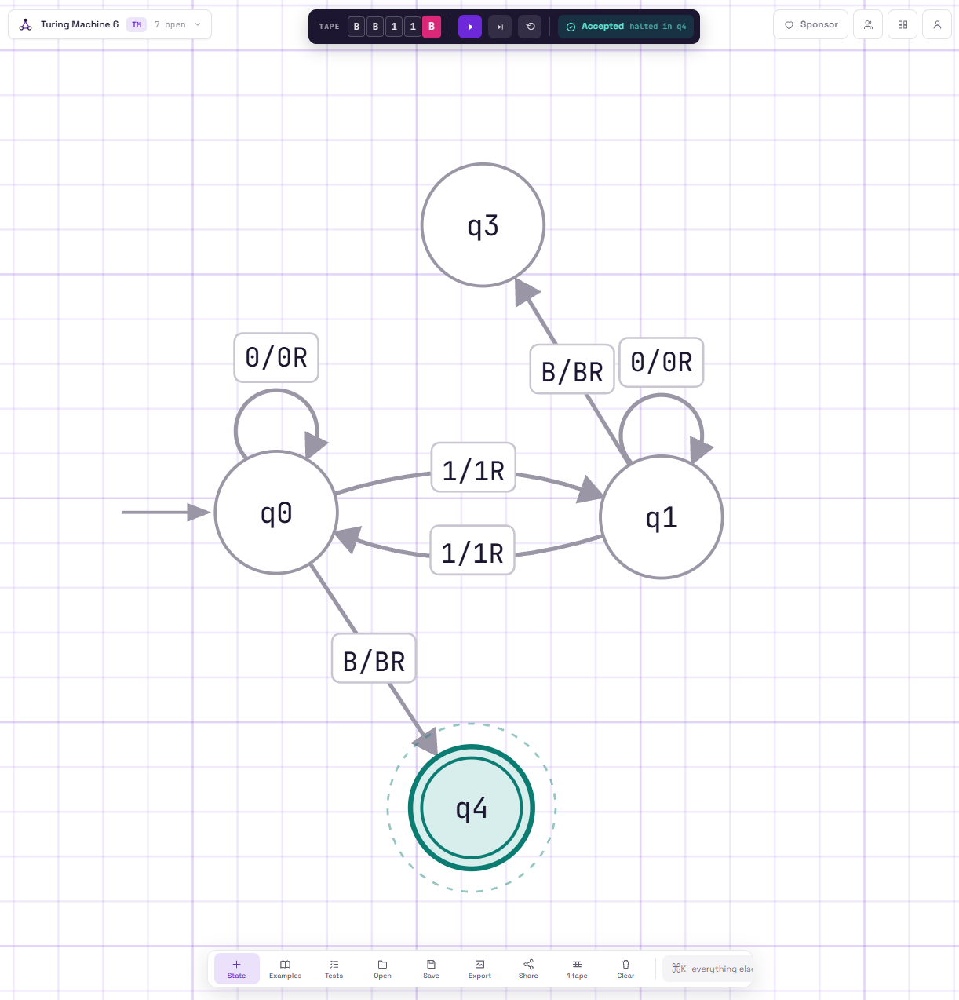 Turing Machine 6 TM 7 open
TAPE B B 1 1 B
Accepted halted in q4
Sponsor
q3
0/0R
B/BR
0/0R
1/1R
q0
q1
1/1R
B/BR
q4
State
Examples
Tests
Open
Save
Export
Share
1 tape
Clear
⌘K everything els